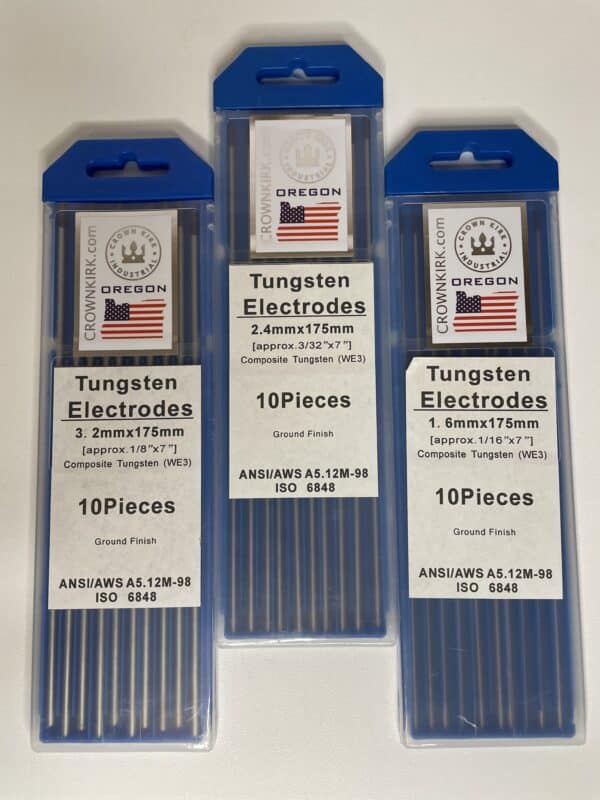 CROWNKIRK.com
CROWN KIRK
INDUSTRIAL
OREGON
Tungsten
Electrodes
3. 2mmx175mm
[approx.1/8"x7"]
Composite Tungsten (WE3)
10Pieces
Ground Finish
ANSI/AWS A5.12M-98
ISO 6848
CROWNKIRK.com
CROWN KIRK
INDUSTRIAL
OREGON
Tungsten
Electrodes
2.4mmx175mm
[approx.3/32"x7"]
Composite Tungsten (WE3)
10Pieces
Ground Finish
ANSI/AWS A5.12M-98
ISO 6848
CROWNKIRK.com
CROWN KIRK
INDUSTRIAL
OREGON
Tungsten
Electrodes
1. 6mmx175mm
[approx.1/16"x7"]
Composite Tungsten (WE3)
10Pieces
Ground Finish
ANSI/AWS A5.12M-98
ISO 6848